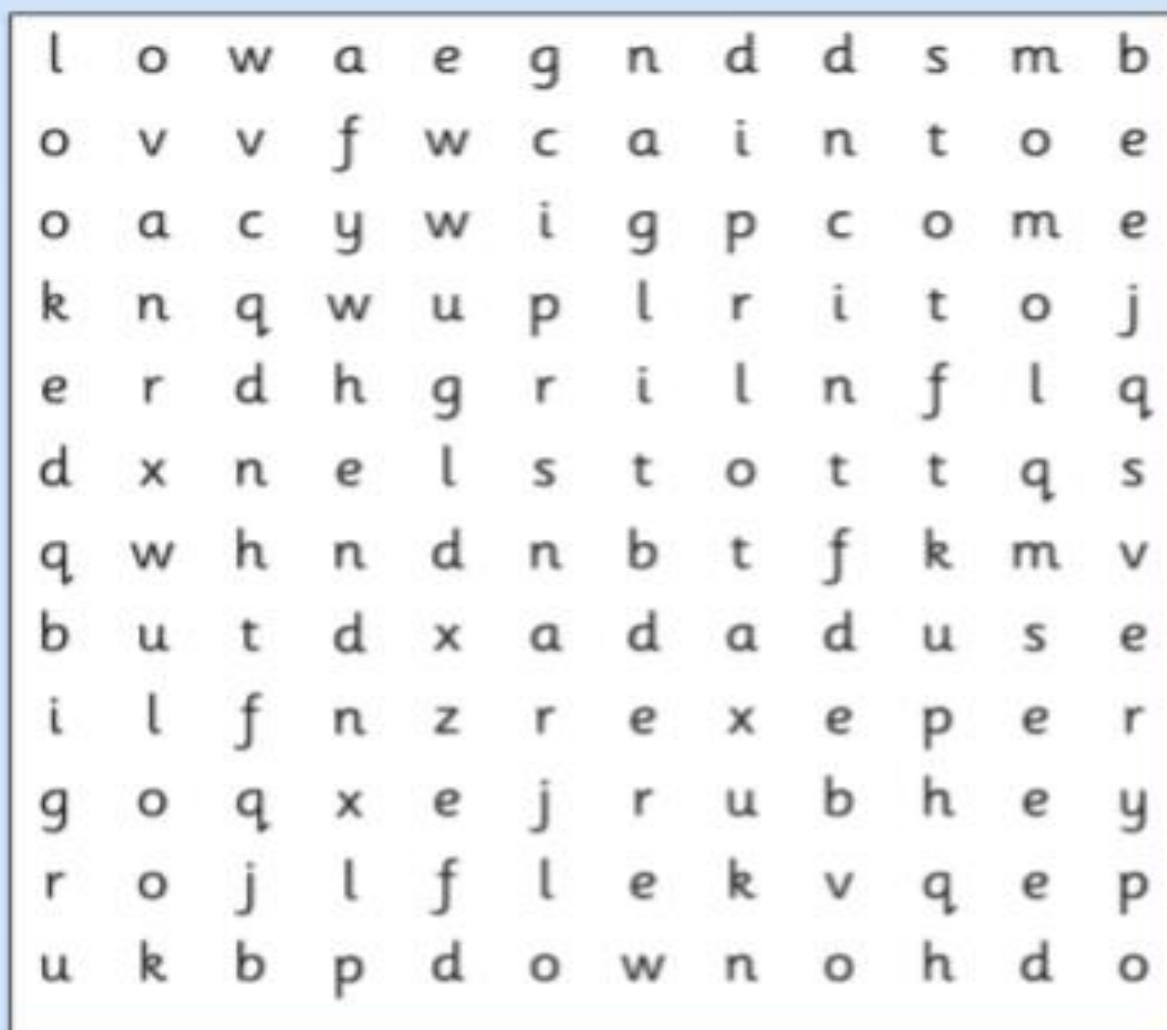 l o w a e g n d d s m b
o v v f w c a i n t o e
o a c y w i g p c o m e
k n q w u p l r i t o j
e r d h g r i l n f l q
d x n e l s t o t t q s
q w h n d n b t f k m v
b u t d x a d a d u s e
i l f n z r e x e p e r
g o q x e j r u b h e y
r o j l f l e k v q e p
u k b p d o w n o h d o